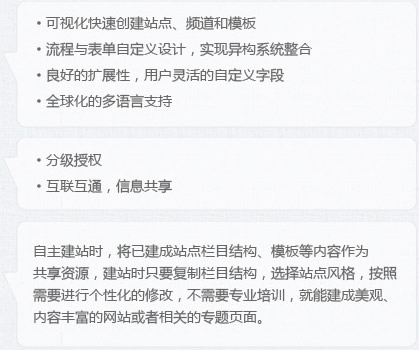 • 可视化快速创建站点、频道和模板
• 流程与表单自定义设计，实现异构系统整合
• 良好的扩展性，用户灵活的自定义字段
• 全球化的多语言支持
• 分级授权
• 互联互通，信息共享
自主建站时，将已建成站点栏目结构、模板等内容作为
共享资源，建站时只要复制栏目结构，选择站点风格，按照
需要进行个性化的修改，不需要专业培训，就能建成美观、
内容丰富的网站或者相关的专题页面。